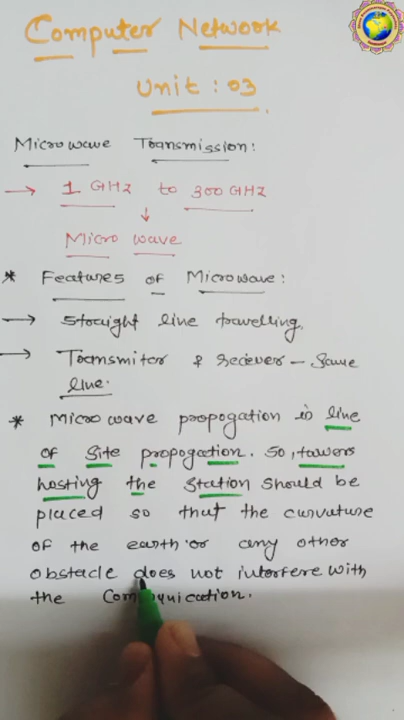 Computer Network
Unit : 03
Microwave Transmission:
→ 1 GHz to 300 GHz
↓
Micro wave
* Features of Microwave:
→ Straight line travelling.
→ Transmitor & reciever - Same
line.
* Microwave propogation is line
of site propogation. So, towers
hosting the station should be
placed so that the curvature
of the earth or any other
obstacle does not interfere with
the Communication.